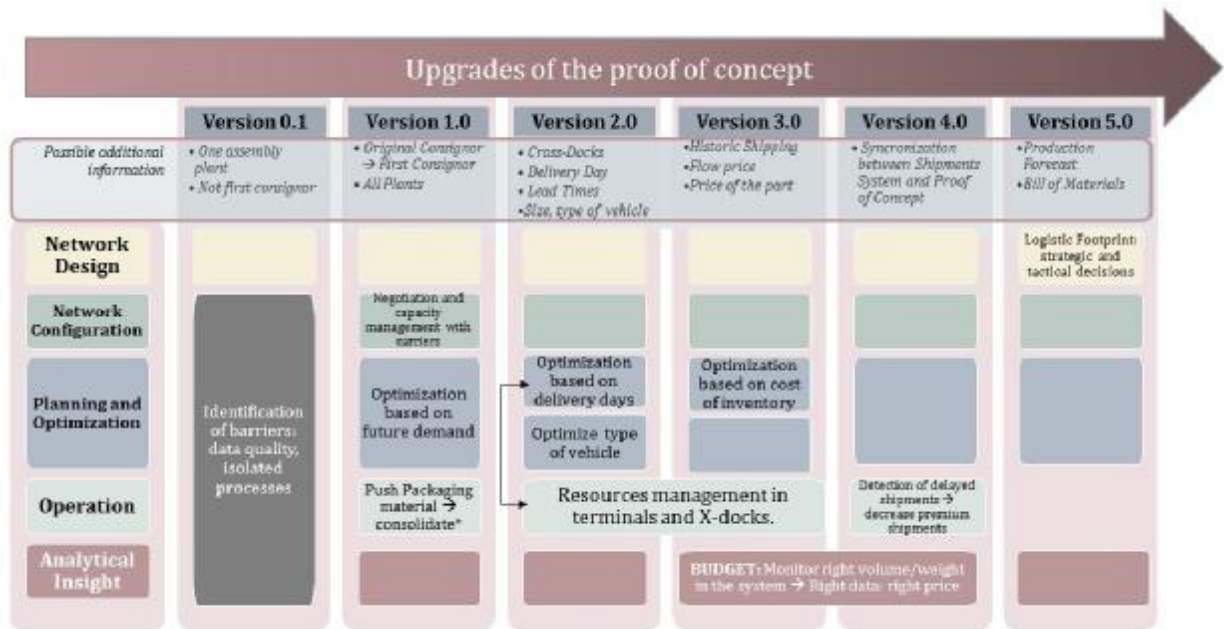 Upgrades of the proof of concept
Version 0.1
Version 1.0
Version 2.0
Version 3.0
Version 4.0
Version 5.0
Possible additional
information
• One assembly
plant
• Not first consignor
• Original Consignor
→ First Consignor
• All Plants
• Cross-Docks
• Delivery Day
• Lead Times
•Size, type of vehicle
•Historic Shipping
•Flow price
•Price of the part
• Syncronization
between Shipments
System and Proof
of Concept
• Production
Forecast
• Bill of Materials
Network
Design
Logistic Footprint:
strategic and
tactical decisions
Network
Configuration
Negotiation and
capacity
management with
carriers
Planning and
Optimization
Identification
of barriers:
data quality,
isolated
processes
Optimization
based on
future demand
Optimization
based on
delivery days
Optimize type
of vehicle
Optimization
based on cost
of inventory
Operation
Push Packaging
material →
consolidate*
Resources management in
terminals and X-docks.
Detection of delayed
shipments →
decrease premium
shipments
Analytical
Insight
BUDGET: Monitor right volume/weight
in the system → Right data: right price